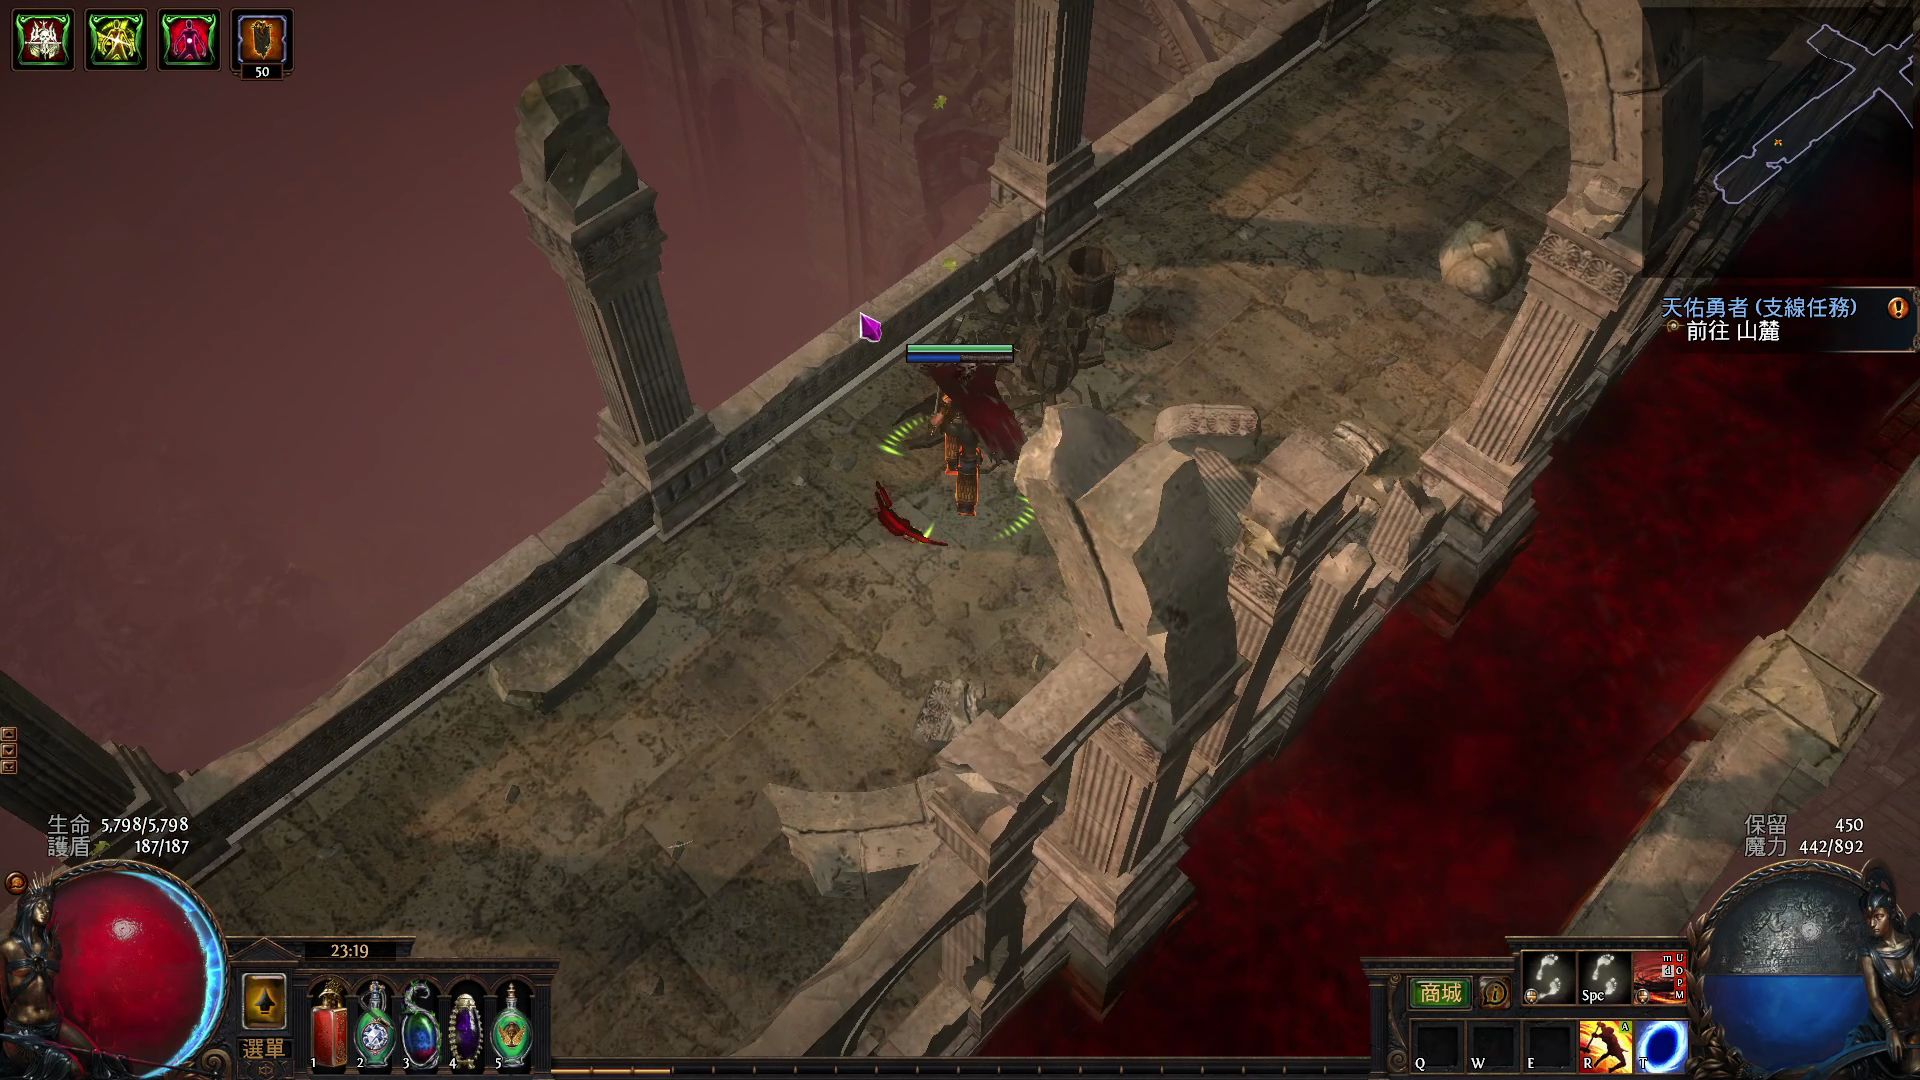 50
天佑勇者 (支線任務)
前往 山麓
生命 5,798/5,798
護盾 187/187
保留 450
魔力 442/892
23:19
選單
1
2
3
4
5
商城
Spc
m U
d O
P
M
Q
W
E
R
A
T